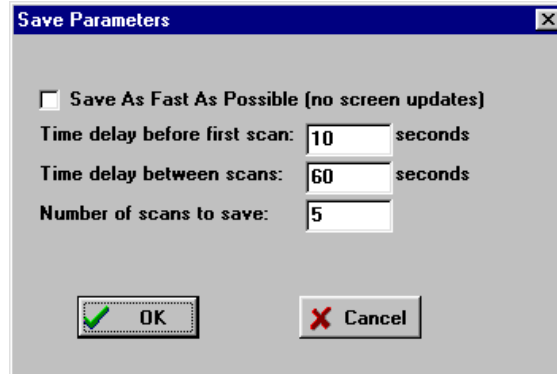 Save Parameters
Save As Fast As Possible (no screen updates)
Time delay before first scan: 10 seconds
Time delay between scans: 60 seconds
Number of scans to save: 5
OK Cancel